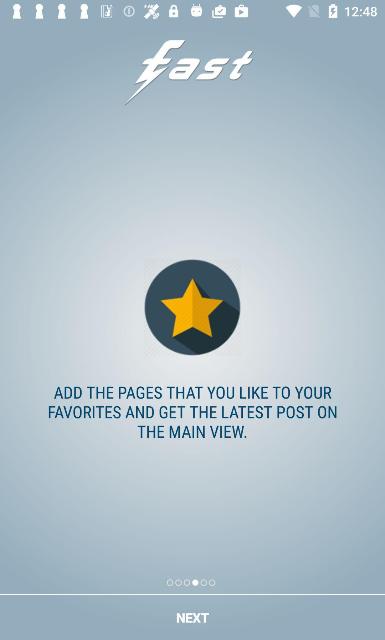 12:48
Fast
ADD THE PAGES THAT YOU LIKE TO YOUR
FAVORITES AND GET THE LATEST POST ON
THE MAIN VIEW.
NEXT